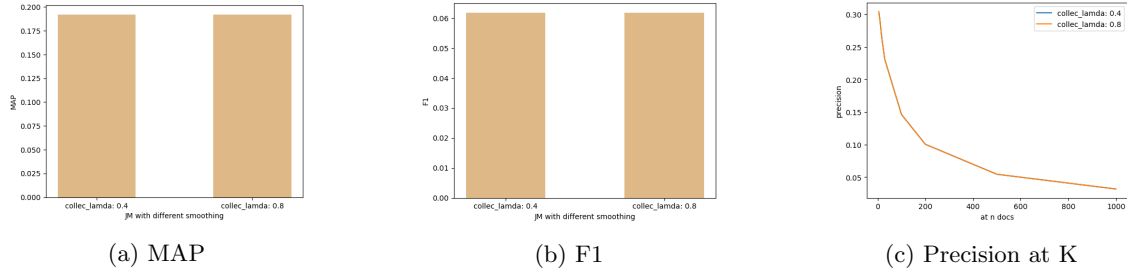 0.200
0.175
0.150
0.125
0.100
0.075
0.050
0.025
0.000
MAP
collec_lamda: 0.4
collec_lamda: 0.8
JM with different smoothing
(a) MAP
0.06
0.05
0.04
0.03
0.02
0.01
0.00
F1
collec_lamda: 0.4
collec_lamda: 0.8
JM with different smoothing
(b) F1
collec_lamda: 0.4
collec_lamda: 0.8
0.30
0.25
0.20
0.15
0.10
0.05
precision
0
200
400
600
800
1000
at n docs
(c) Precision at K